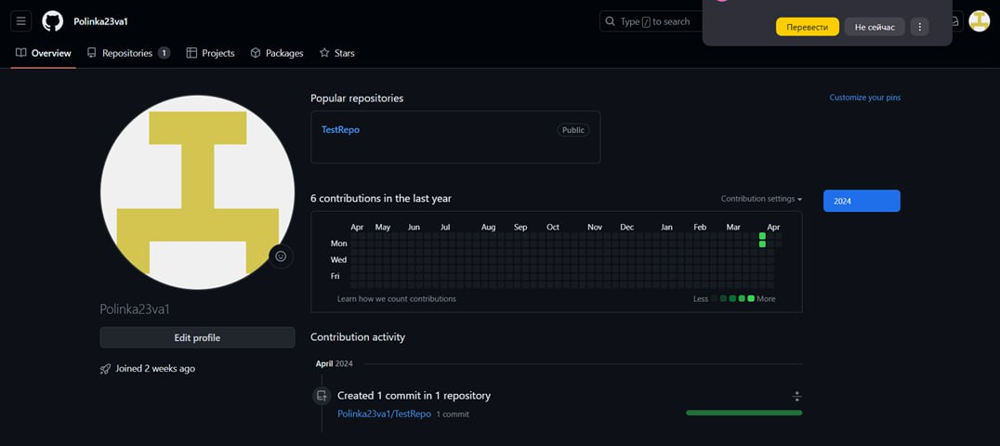 Polinka23va1
Type / to search
Перевести
Не сейчас
Overview
Repositories 1
Projects
Packages
Stars
Popular repositories
Customize your pins
TestRepo
Public
6 contributions in the last year
Contribution settings
2024
Apr May Jun Jul Aug Sep Oct Nov Dec Jan Feb Mar Apr
Mon
Wed
Fri
Learn how we count contributions
Less
More
Polinka23va1
Edit profile
Joined 2 weeks ago
Contribution activity
April 2024
Created 1 commit in 1 repository
Polinka23va1/TestRepo 1 commit